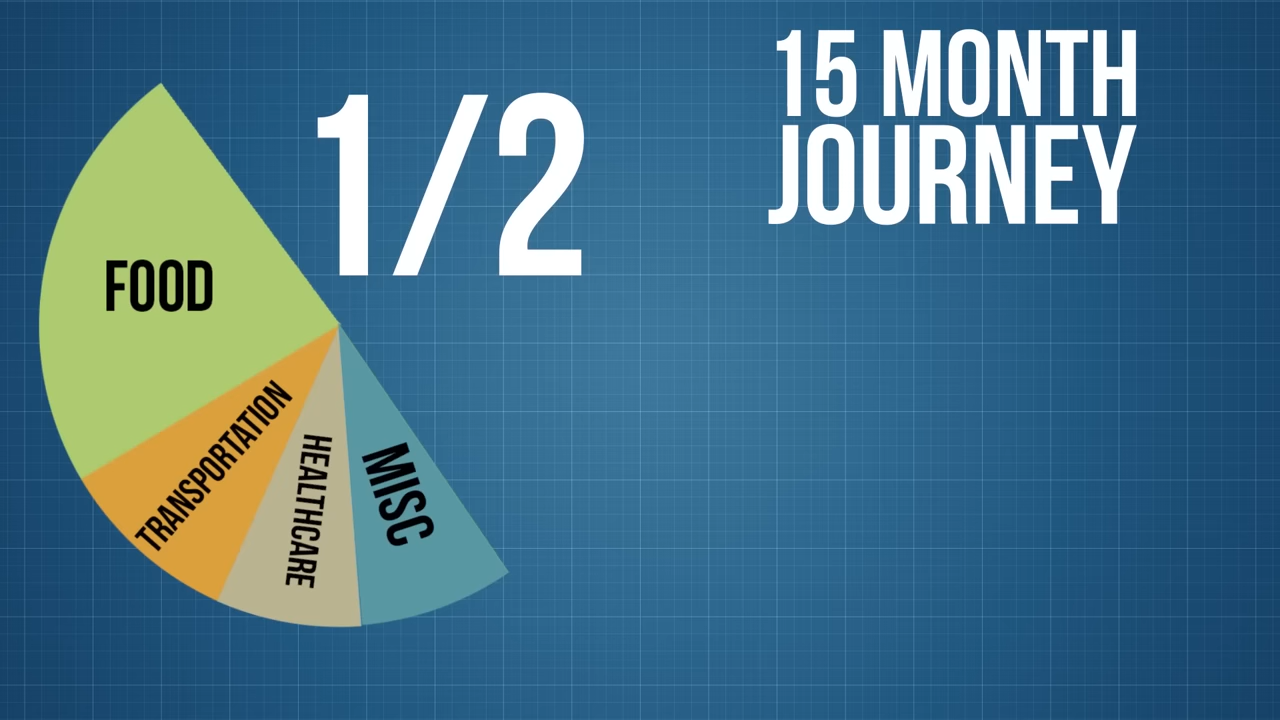 15 MONTH
JOURNEY
1/2
FOOD
TRANSPORTATION
HEALTHCARE
MISC